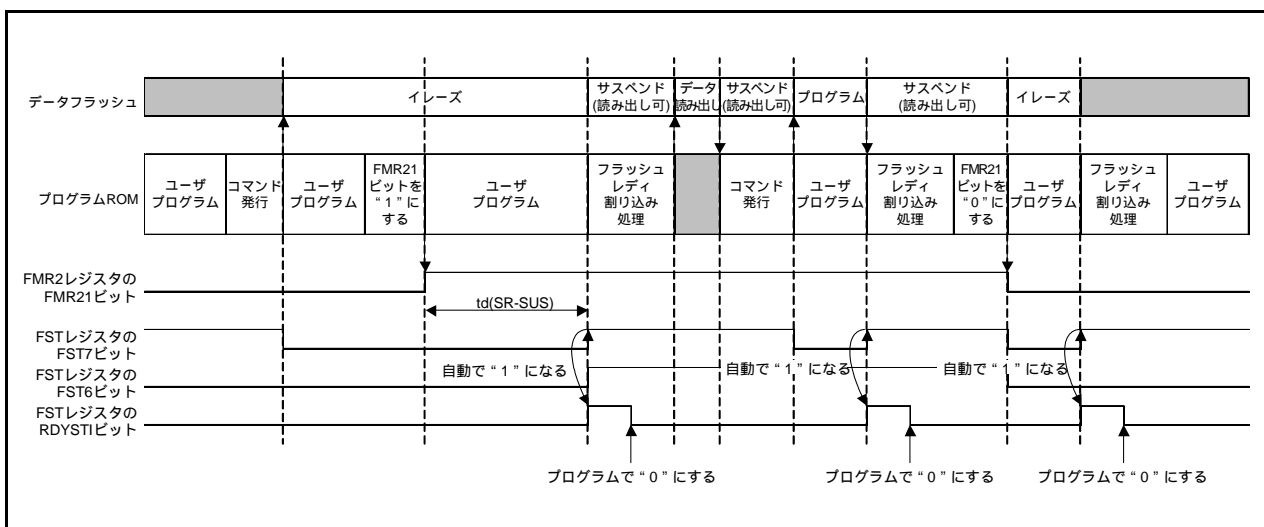 データフラッシュ
イレーズ
サスペンド
(読み出し可)
データ
読み出し
サスペンド
(読み出し可)
プログラム
サスペンド
(読み出し可)
イレーズ
プログラムROM
ユーザ
プログラム
コマンド
発行
ユーザ
プログラム
FMR21
ビットを
“1”に
する
ユーザ
プログラム
フラッシュ
レディ
割り込み
処理
コマンド
発行
ユーザ
プログラム
フラッシュ
レディ
割り込み
処理
FMR21
ビットを
“0”に
する
ユーザ
プログラム
フラッシュ
レディ
割り込み
処理
ユーザ
プログラム
FMR2レジスタの
FMR21ビット
td(SR-SUS)
FSTレジスタの
FST7ビット
自動で“1”になる
自動で“1”になる
自動で“1”になる
FSTレジスタの
FST6ビット
FSTレジスタの
RDYSTIビット
プログラムで“0”にする
プログラムで“0”にする
プログラムで“0”にする